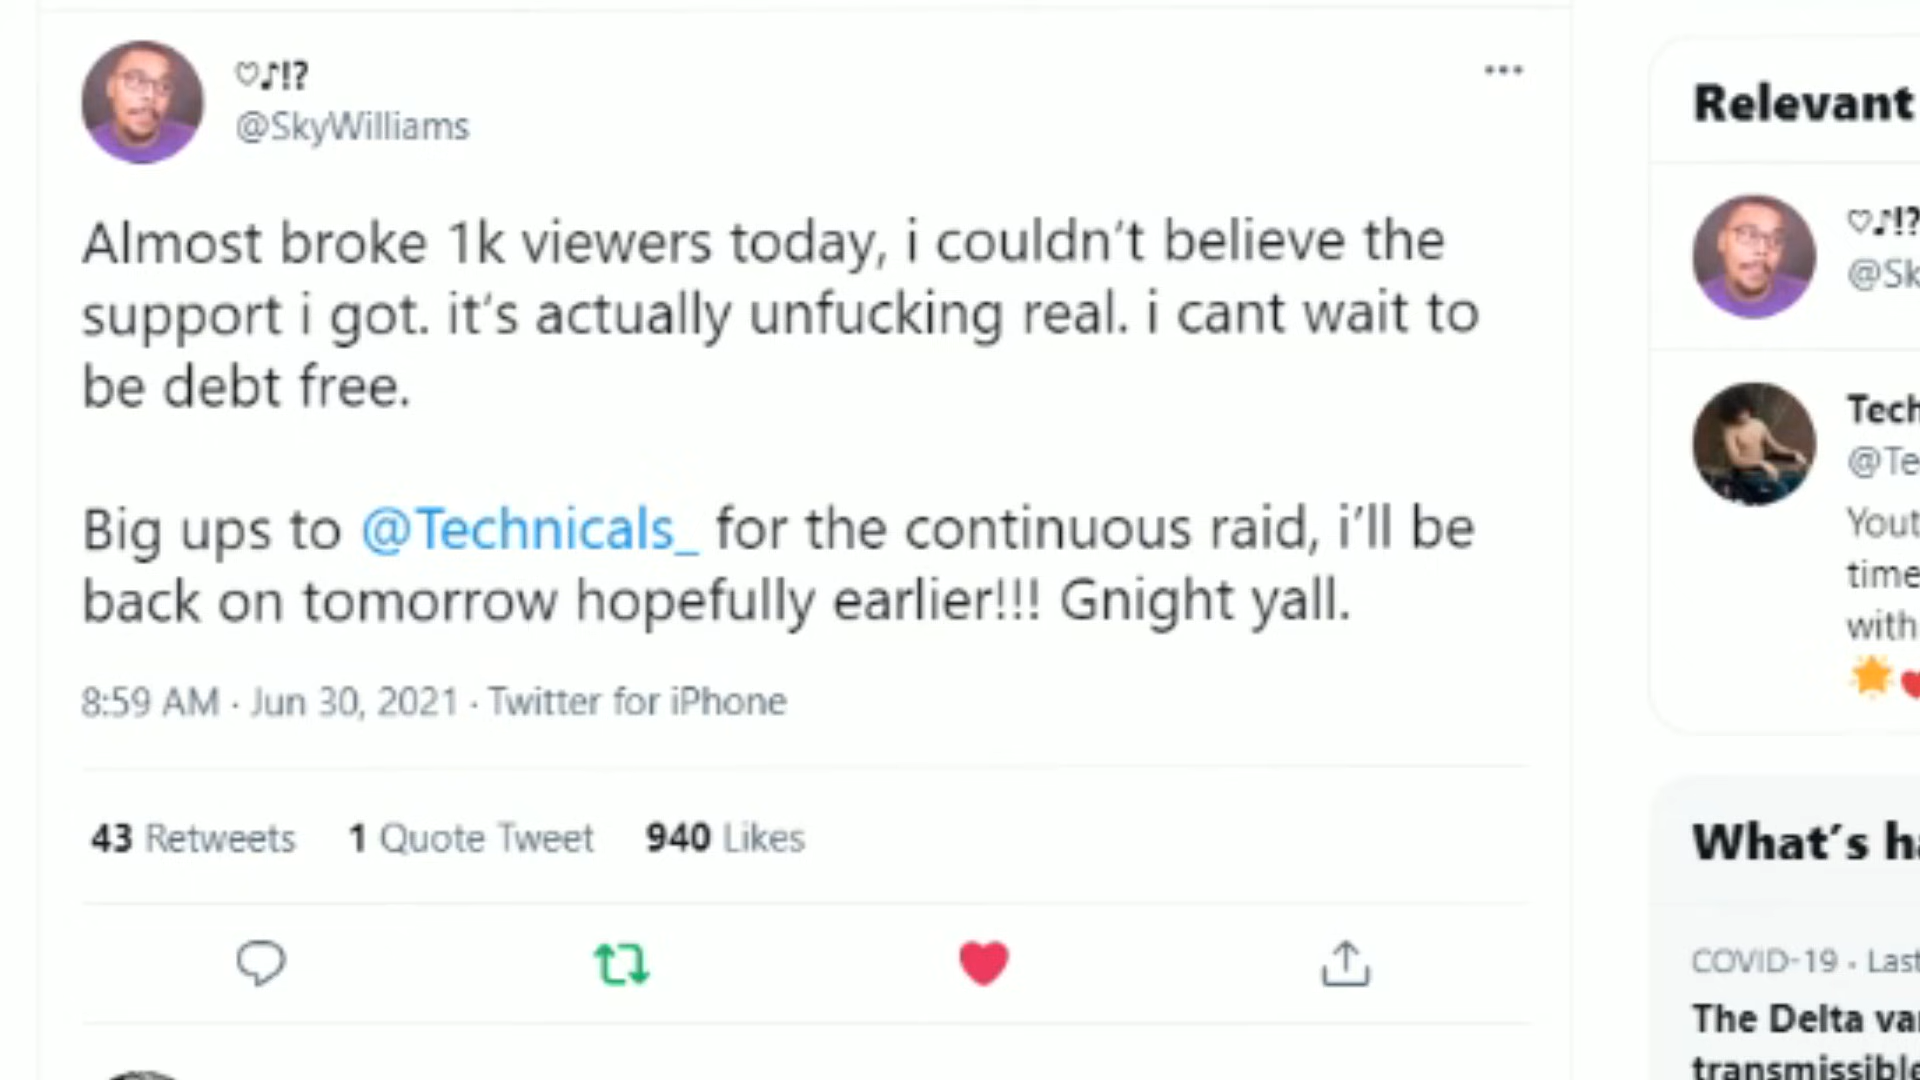 ♡♪!?
@SkyWilliams
Almost broke 1k viewers today, i couldn't believe the
support i got. it's actually unfucking real. i cant wait to
be debt free.
Big ups to @Technicals_ for the continuous raid, i'll be
back on tomorrow hopefully earlier!!! Gnight yall.
8:59 AM · Jun 30, 2021 · Twitter for iPhone
43 Retweets 1 Quote Tweet 940 Likes
Relevant
♡♪!?
@Sk
Tech
@Te
Yout
time
with
What's ha
COVID-19 · Last
The Delta var
transmissible